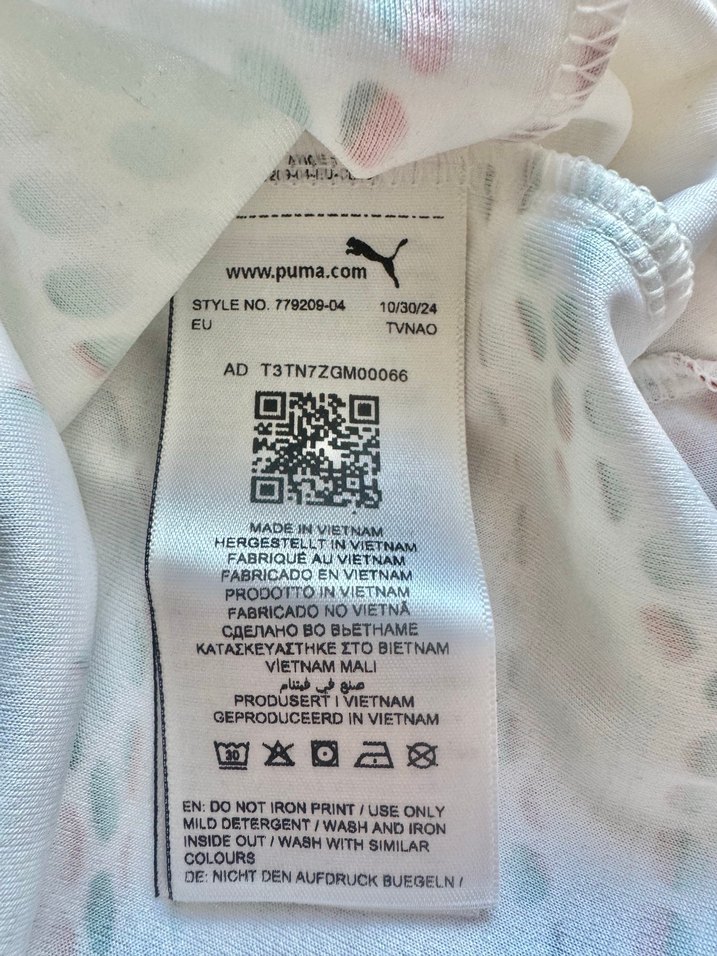 www.puma.com
STYLE NO. 779209-04 10/30/24
EU TVNAO
AD T3TN7ZGM00066
MADE IN VIETNAM
HERGESTELLT IN VIETNAM
FABRIQUÉ AU VIETNAM
FABRICADO EN VIETNAM
PRODOTTO IN VIETNAM
FABRICADO NO VIETNÃ
СДЕЛАНО ВО ВЬЕТНАМЕ
ΚΑΤΑΣΚΕΥΑΣΤΗΚΕ ΣΤΟ ΒΙΕΤΝΑΜ
VİETNAM MALI
صنع في فيتنام
PRODUSERT I VIETNAM
GEPRODUCEERD IN VIETNAM
30
EN: DO NOT IRON PRINT / USE ONLY
MILD DETERGENT / WASH AND IRON
INSIDE OUT / WASH WITH SIMILAR
COLOURS
DE: NICHT DEN AUFDRUCK BUEGELN /